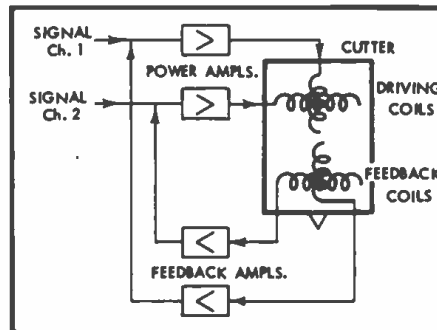 SIGNAL
Ch. 1
POWER AMPLS.
CUTTER
SIGNAL
Ch. 2
DRIVING
COILS
FEEDBACK
COILS
FEEDBACK AMPLS.